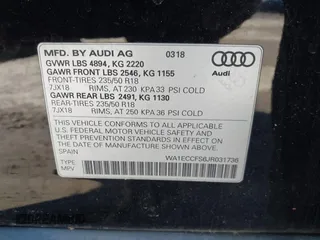 MFD. BY AUDI AG 0318
GVWR LBS 4894, KG 2220
GAWR FRONT LBS 2546, KG 1155
FRONT-TIRES 235/50 R18
7JX18 RIMS, AT 230 KPA 33 PSI COLD
GAWR REAR LBS 2491, KG 1130
REAR-TIRES 235/50 R18
7JX18 RIMS, AT 250 KPA 36 PSI COLD
Audi
THIS VEHICLE CONFORMS TO ALL
APPLICABLE FEDERAL MOTOR VEHICLE
SAFETY STANDARDS IN EFFECT ON THE
DATE OF MANUFACTURE SHOWN ABOVE
TYPE: WA1ECCFS6JR031736
MPV